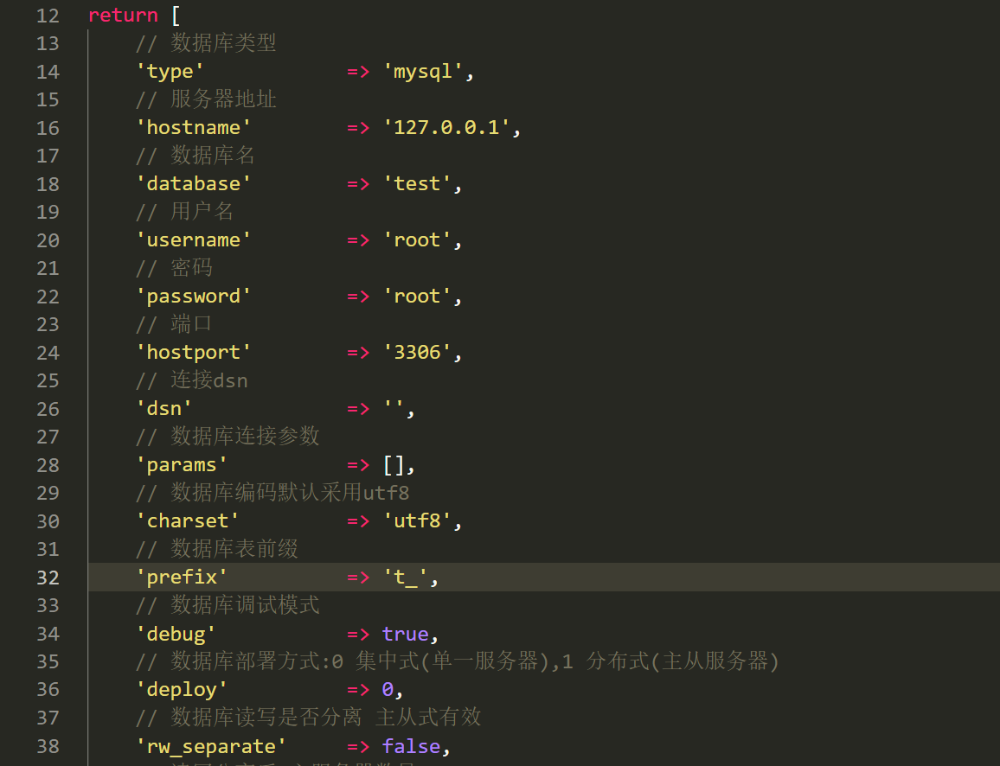 12 return [
13 // 数据库类型
14 'type' => 'mysql',
15 // 服务器地址
16 'hostname' => '127.0.0.1',
17 // 数据库名
18 'database' => 'test',
19 // 用户名
20 'username' => 'root',
21 // 密码
22 'password' => 'root',
23 // 端口
24 'hostport' => '3306',
25 // 连接dsn
26 'dsn' => '',
27 // 数据库连接参数
28 'params' => [],
29 // 数据库编码默认采用utf8
30 'charset' => 'utf8',
31 // 数据库表前缀
32 'prefix' => 't_',
33 // 数据库调试模式
34 'debug' => true,
35 // 数据库部署方式:0 集中式(单一服务器),1 分布式(主从服务器)
36 'deploy' => 0,
37 // 数据库读写是否分离 主从式有效
38 'rw_separate' => false,